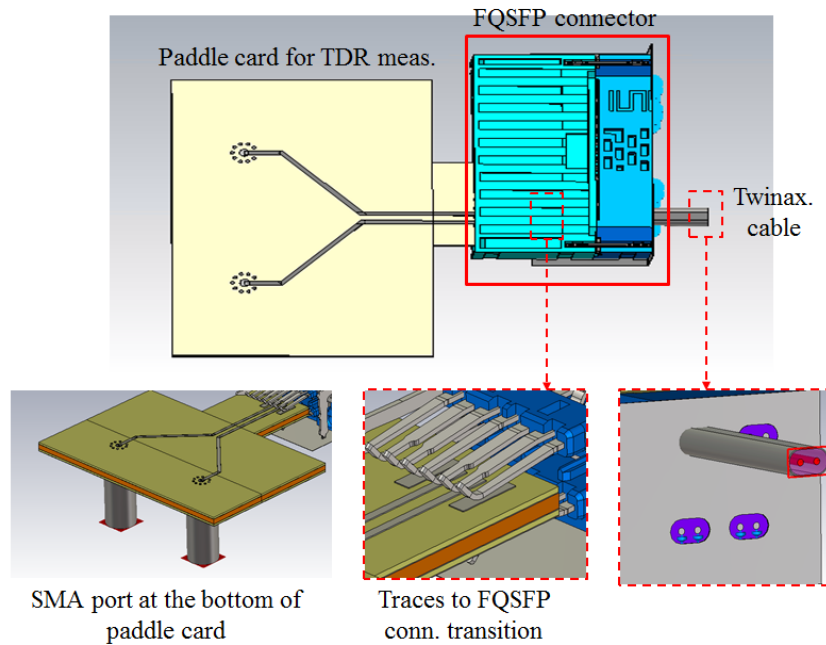 FQSFP connector
Paddle card for TDR meas.
Twinax.
cable
SMA port at the bottom of
paddle card
Traces to FQSFP
conn. transition